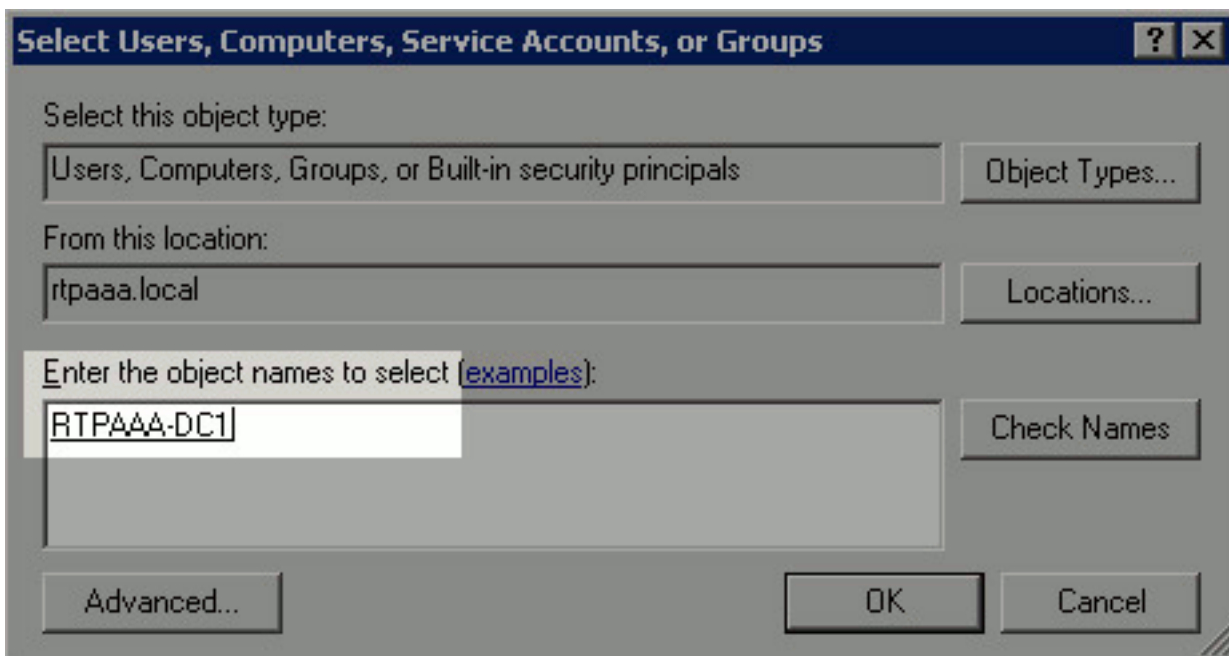 Select Users, Computers, Service Accounts, or Groups
Select this object type:
Users, Computers, Groups, or Built-in security principals
Object Types...
From this location:
rtpaaa.local
Locations...
Enter the object names to select (examples):
RTPAAA-DC1
Check Names
Advanced...
OK
Cancel